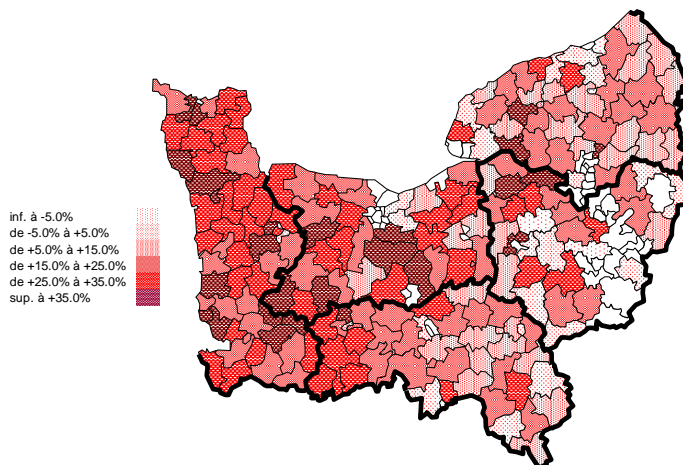 inf. à -5.0%
de -5.0% à +5.0%
de +5.0% à +15.0%
de +15.0% à +25.0%
de +25.0% à +35.0%
sup. à +35.0%